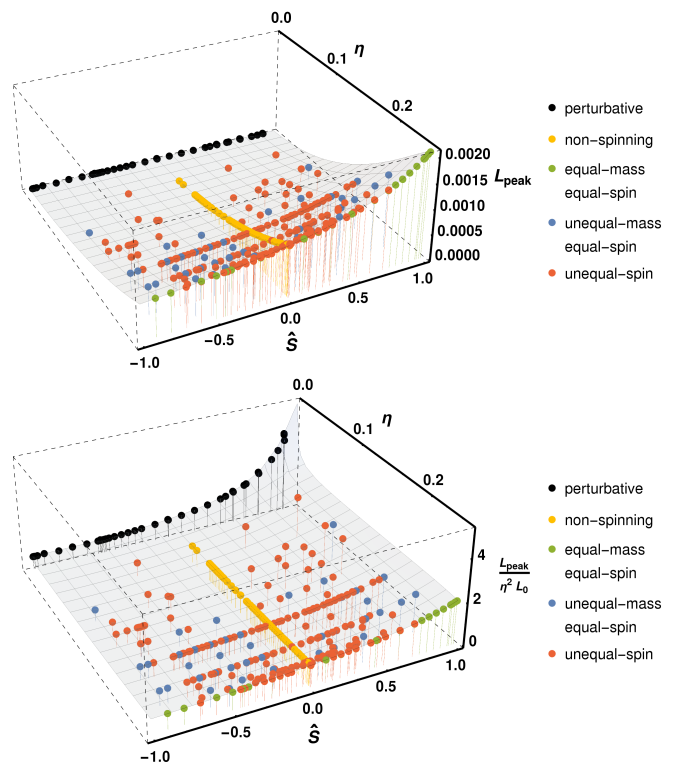 0.0
η
0.1
0.2
0.0020
0.0015
L_peak
0.0010
0.0005
0.0000
1.0
0.5
0.0
Ŝ
−0.5
−1.0
perturbative
non-spinning
equal-mass
equal-spin
unequal-mass
equal-spin
unequal-spin
0.0
η
0.1
0.2
4
L_peak
η² L₀
2
0
1.0
0.5
0.0
Ŝ
−0.5
−1.0
perturbative
non-spinning
equal-mass
equal-spin
unequal-mass
equal-spin
unequal-spin